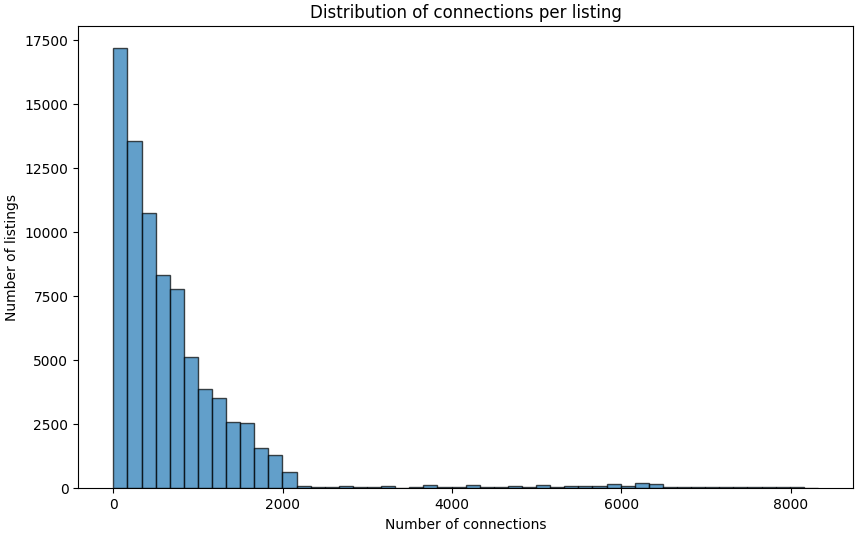 Distribution of connections per listing
17500
15000
12500
10000
7500
5000
2500
0
Number of listings
0 2000 4000 6000 8000
Number of connections